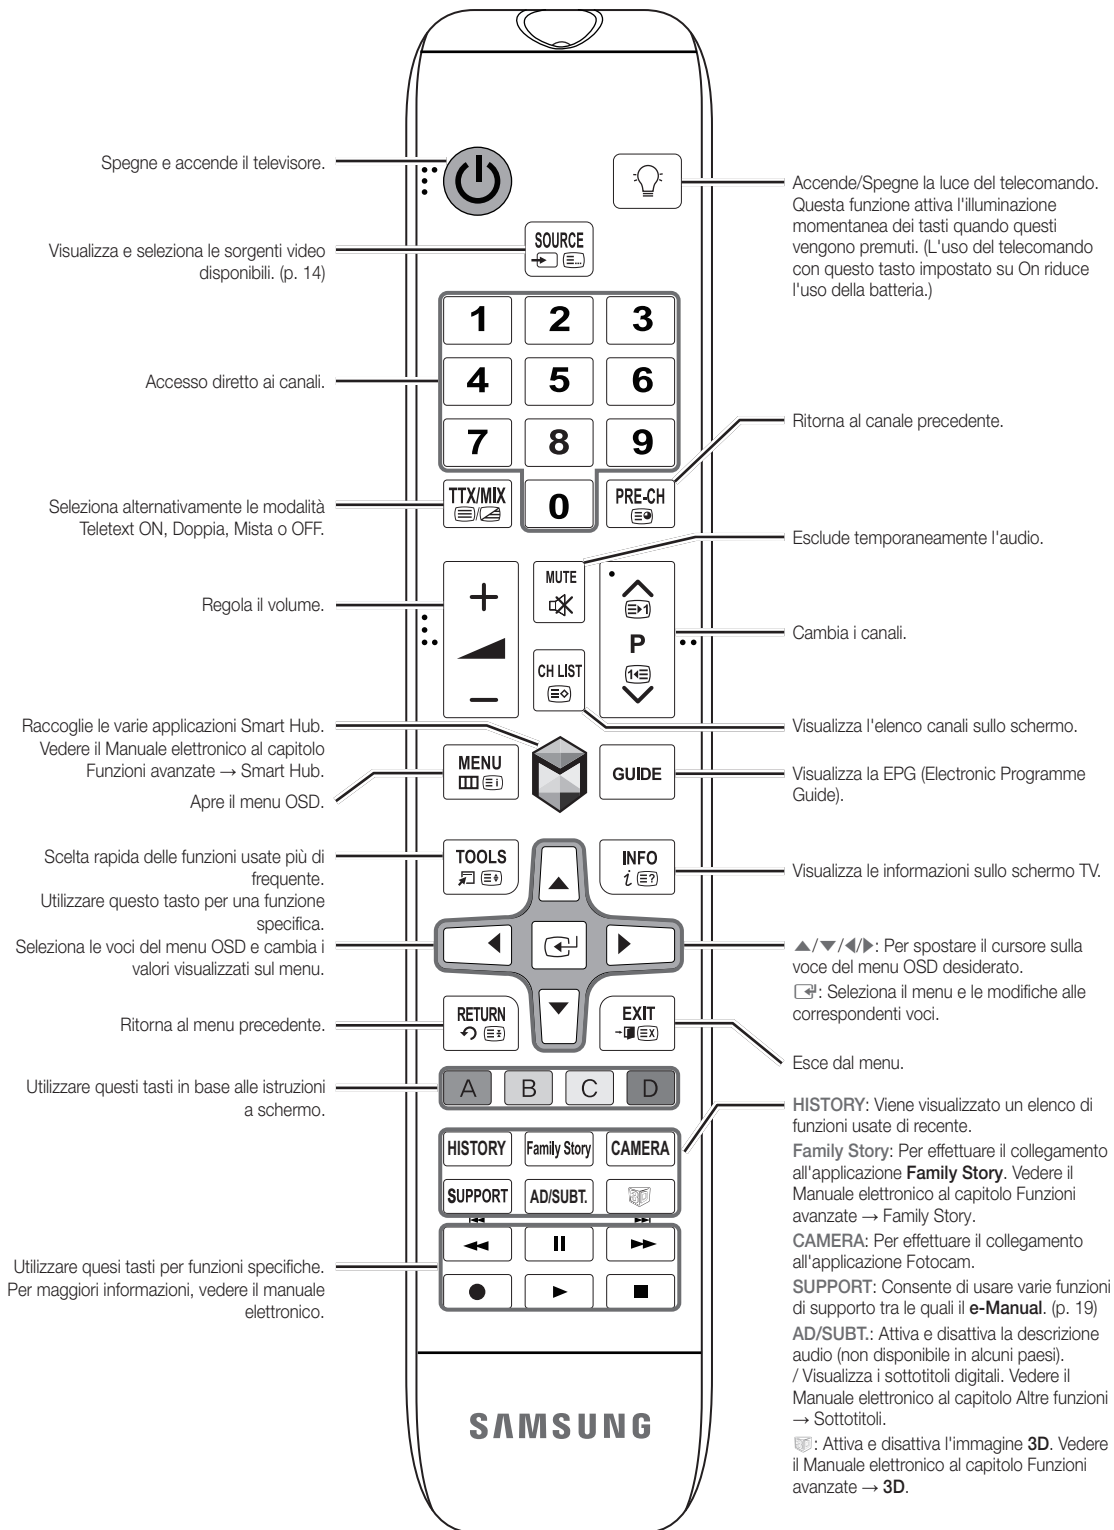 Spegne e accende il televisore.
Accende/Spegne la luce del telecomando.
Questa funzione attiva l'illuminazione
momentanea dei tasti quando questi
vengono premuti. (L'uso del telecomando
con questo tasto impostato su On riduce
l'uso della batteria.)
SOURCE
Visualizza e seleziona le sorgenti video
disponibili. (p. 14)
1 2 3
4 5 6
7 8 9
0
Accesso diretto ai canali.
Ritorna al canale precedente.
TTX/MIX
PRE-CH
Seleziona alternativamente le modalità
Teletext ON, Doppia, Mista o OFF.
Esclude temporaneamente l'audio.
MUTE
Regola il volume.
+
−
P
Cambia i canali.
CH LIST
Visualizza l'elenco canali sullo schermo.
Raccoglie le varie applicazioni Smart Hub.
Vedere il Manuale elettronico al capitolo
Funzioni avanzate → Smart Hub.
Apre il menu OSD.
MENU
GUIDE
Visualizza la EPG (Electronic Programme
Guide).
Scelta rapida delle funzioni usate più di
frequente.
Utilizzare questo tasto per una funzione
specifica.
TOOLS
INFO
Visualizza le informazioni sullo schermo TV.
Seleziona le voci del menu OSD e cambia i
valori visualizzati sul menu.
▲/▼/◀/▶: Per spostare il cursore sulla
voce del menu OSD desiderato.
: Seleziona il menu e le modifiche alle
corrispondenti voci.
Ritorna al menu precedente.
RETURN
EXIT
Esce dal menu.
Utilizzare questi tasti in base alle istruzioni
a schermo.
A B C D
HISTORY Family Story CAMERA
SUPPORT AD/SUBT. 3D
HISTORY: Viene visualizzato un elenco di
funzioni usate di recente.
Family Story: Per effettuare il collegamento
all'applicazione Family Story. Vedere il
Manuale elettronico al capitolo Funzioni
avanzate → Family Story.
CAMERA: Per effettuare il collegamento
all'applicazione Fotocam.
SUPPORT: Consente di usare varie funzioni
di supporto tra le quali il e-Manual. (p. 19)
AD/SUBT.: Attiva e disattiva la descrizione
audio (non disponibile in alcuni paesi).
/ Visualizza i sottotitoli digitali. Vedere il
Manuale elettronico al capitolo Altre funzioni
→ Sottotitoli.
: Attiva e disattiva l'immagine 3D. Vedere
il Manuale elettronico al capitolo Funzioni
avanzate → 3D.
Utilizzare quesi tasti per funzioni specifiche.
Per maggiori informazioni, vedere il manuale
elettronico.
SAMSUNG